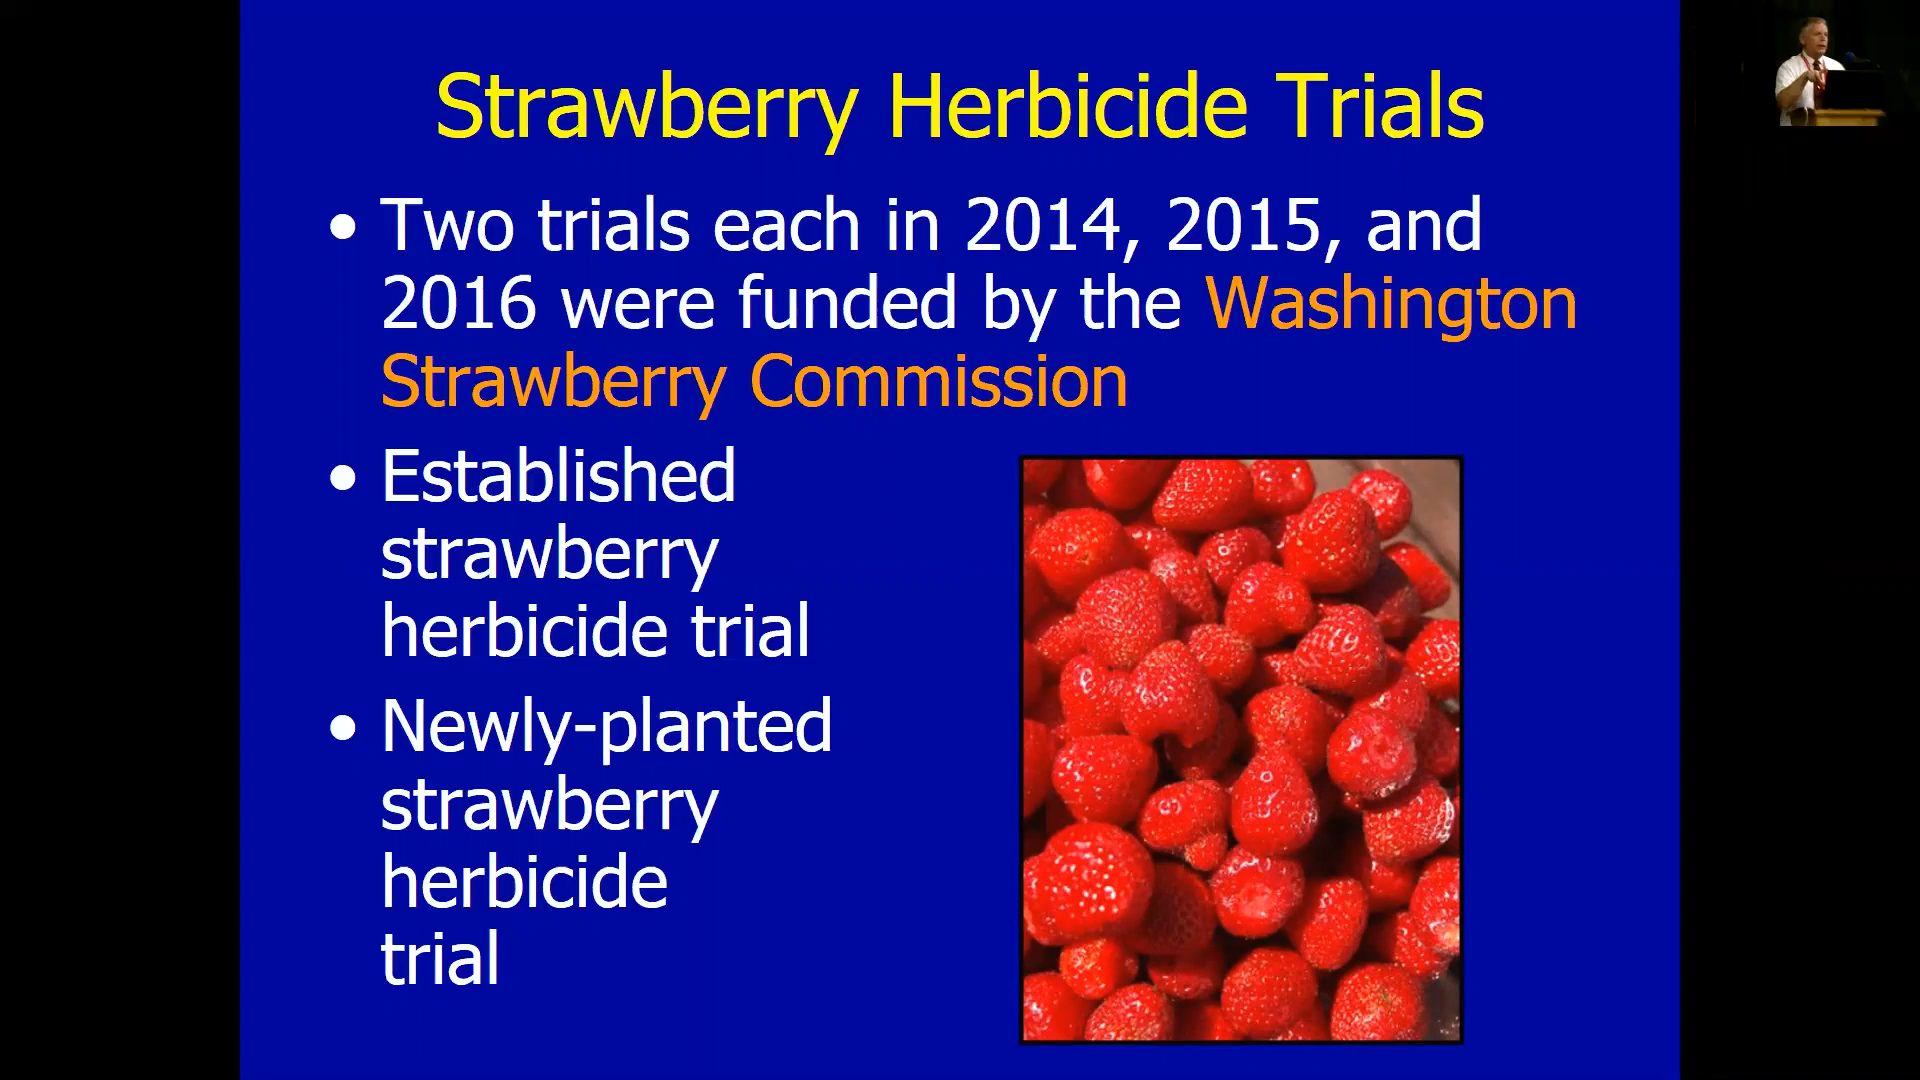 Strawberry Herbicide Trials
• Two trials each in 2014, 2015, and
2016 were funded by the Washington
Strawberry Commission
• Established
strawberry
herbicide trial
• Newly-planted
strawberry
herbicide
trial